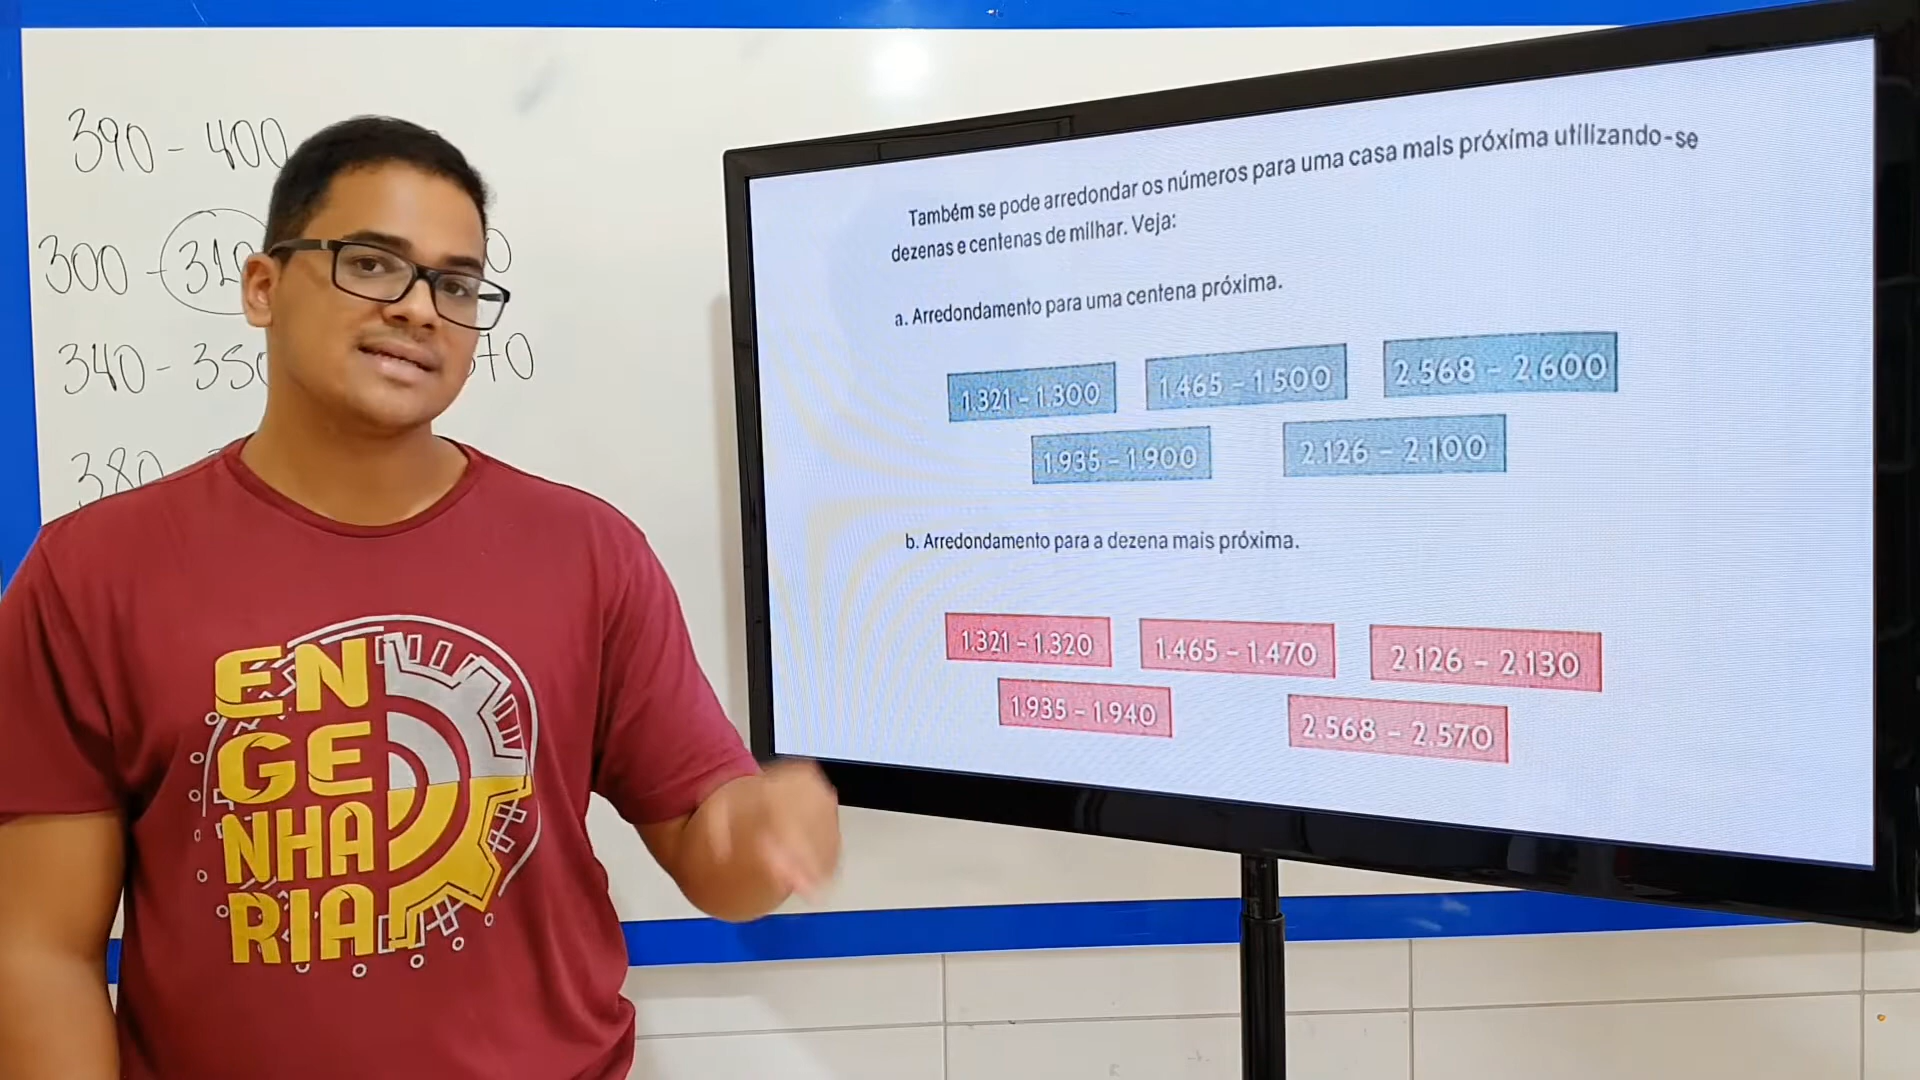 390 - 400
300 - 310
340 - 350
70
380
EN
GE
NHA
RIA
Também se pode arredondar os números para uma casa mais próxima utilizando-se
dezenas e centenas de milhar. Veja:
a. Arredondamento para uma centena próxima.
1.321 - 1.300 1.465 - 1.500 2.568 - 2.600
1.935 - 1.900 2.126 - 2.100
b. Arredondamento para a dezena mais próxima.
1.321 - 1.320 1.465 - 1.470 2.126 - 2.130
1.935 - 1.940 2.568 - 2.570